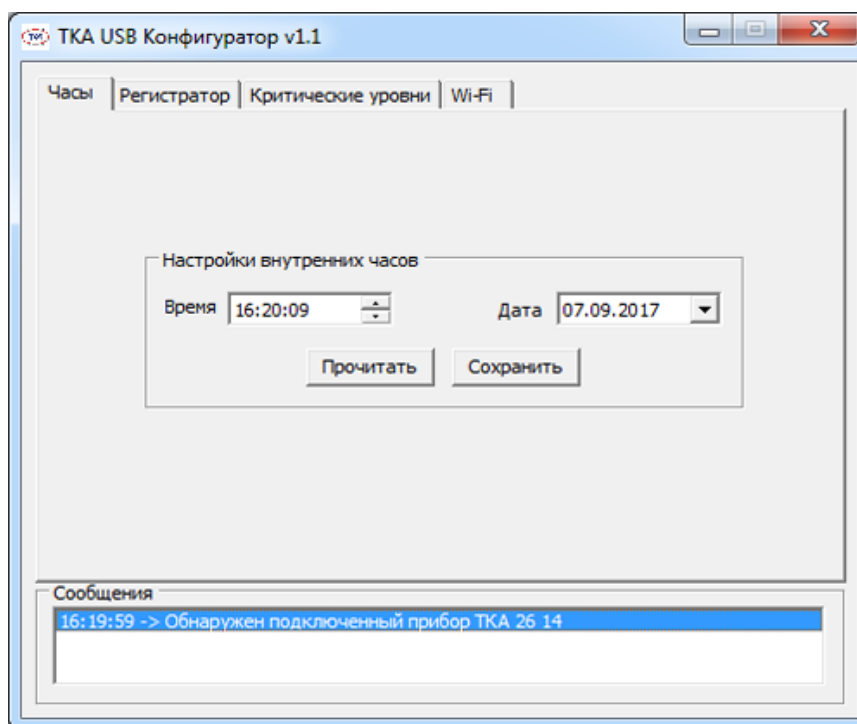 ТКА USB Конфигуратор v1.1
Часы Регистратор Критические уровни Wi-Fi
Настройки внутренних часов
Время 16:20:09 Дата 07.09.2017
Прочитать Сохранить
Сообщения
16:19:59 -> Обнаружен подключенный прибор ТКА 26 14